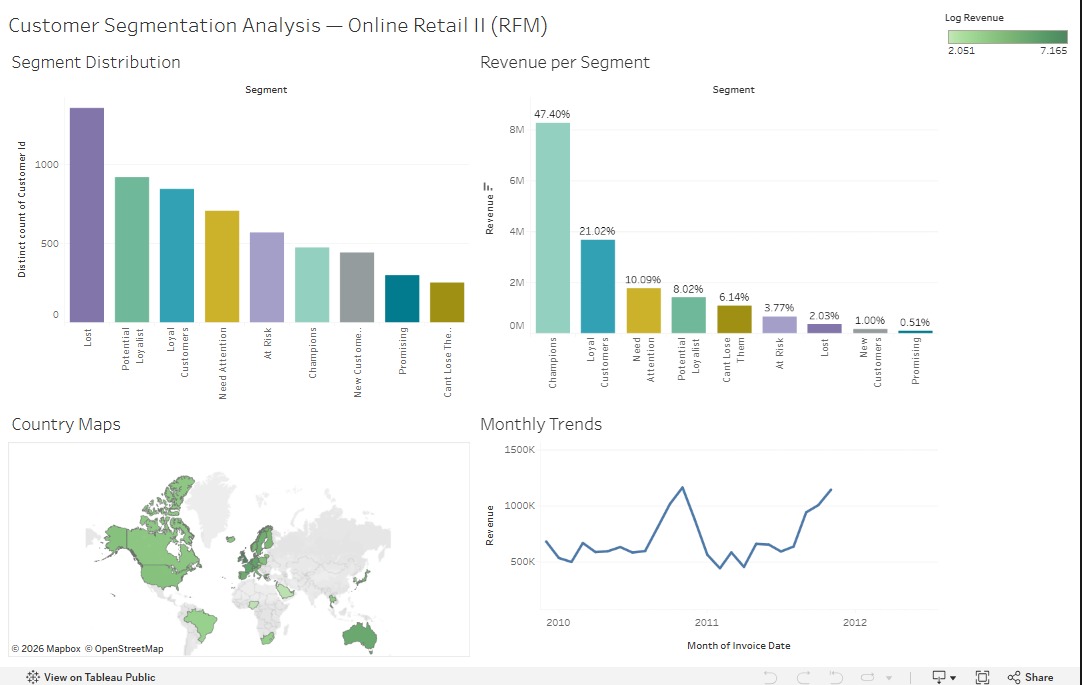 Customer Segmentation Analysis — Online Retail II (RFM)
Log Revenue
2.051 7.165
Segment Distribution
Segment
Distinct count of Customer Id
1000
500
0
Lost
Potential
Loyalist
Loyal
Customers
Need Attention
At Risk
Champions
New Custome..
Promising
Cant Lose The..
Revenue per Segment
Segment
Revenue
8M
6M
4M
2M
0M
47.40%
21.02%
10.09%
8.02%
6.14%
3.77%
2.03%
1.00%
0.51%
Champions
Loyal
Customers
Need
Attention
Potential
Loyalist
Cant Lose
Them
At Risk
Lost
New
Customers
Promising
Country Maps
© 2026 Mapbox © OpenStreetMap
Monthly Trends
Revenue
1500K
1000K
500K
2010 2011 2012
Month of Invoice Date
View on Tableau Public
Share